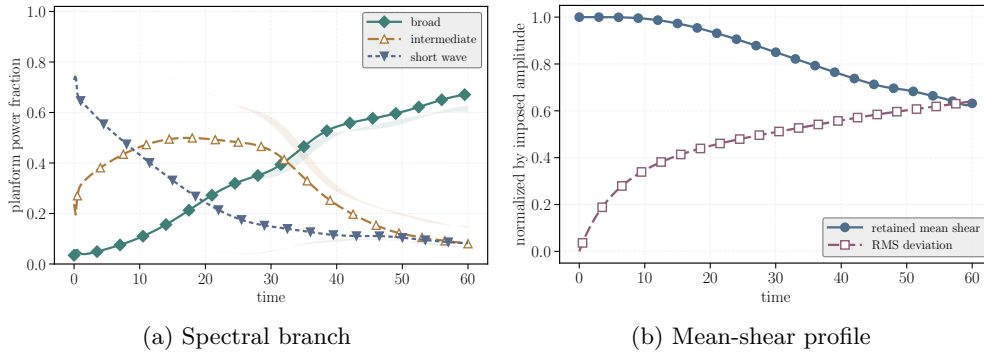 1.0
0.8
0.6
0.4
0.2
0.0
planform power fraction
broad
intermediate
short wave
0 10 20 30 40 50 60
time
(a) Spectral branch
1.0
0.8
0.6
0.4
0.2
0.0
normalized by imposed amplitude
retained mean shear
RMS deviation
0 10 20 30 40 50 60
time
(b) Mean-shear profile